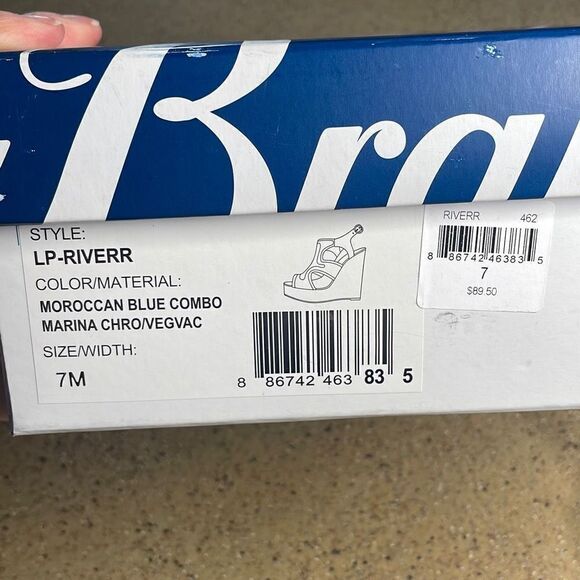 Bra
STYLE:
LP-RIVERR
COLOR/MATERIAL:
MOROCCAN BLUE COMBO
MARINA CHRO/VEGVAC
SIZE/WIDTH:
7M
8 86742 463 83 5
RIVERR 462
8 86742 46383 5
7
$89.50